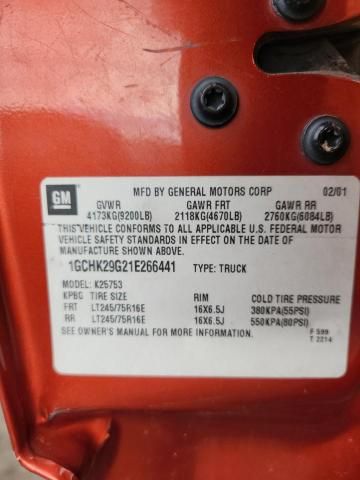 GM
MFD BY GENERAL MOTORS CORP 02/01
GVWR GAWR FRT GAWR RR
4173KG(9200LB) 2118KG(4670LB) 2760KG(6084LB)
THIS VEHICLE CONFORMS TO ALL APPLICABLE U.S. FEDERAL MOTOR
VEHICLE SAFETY STANDARDS IN EFFECT ON THE DATE OF
MANUFACTURE SHOWN ABOVE.
1GCHK29G21E266441 TYPE: TRUCK
MODEL: K25753
KPBG TIRE SIZE RIM COLD TIRE PRESSURE
FRT LT245/75R16E 16X6.5J 380KPA(55PSI)
RR LT245/75R16E 16X6.5J 550KPA(80PSI)
SEE OWNER'S MANUAL FOR MORE INFORMATION.
F 599
T 2214